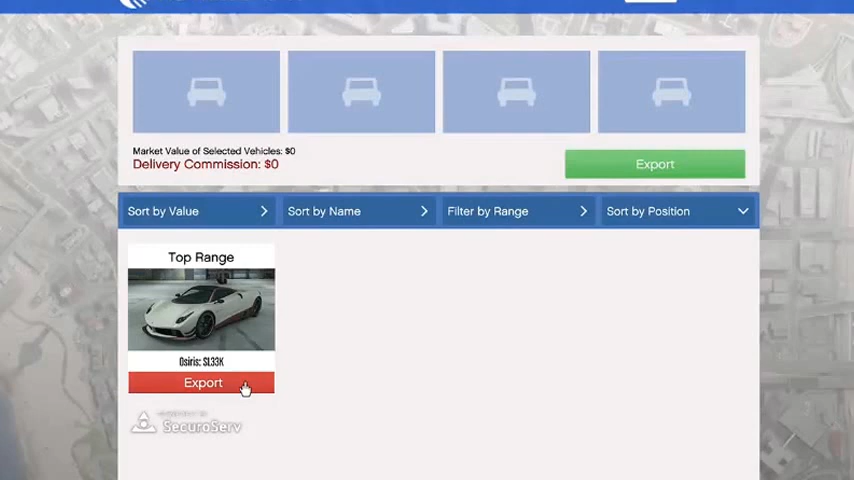 Market Value of Selected Vehicles: $0
Delivery Commission: $0
Export
Sort by Value
Sort by Name
Filter by Range
Sort by Position
Top Range
Osiris: SL33K
Export
SecuroServ